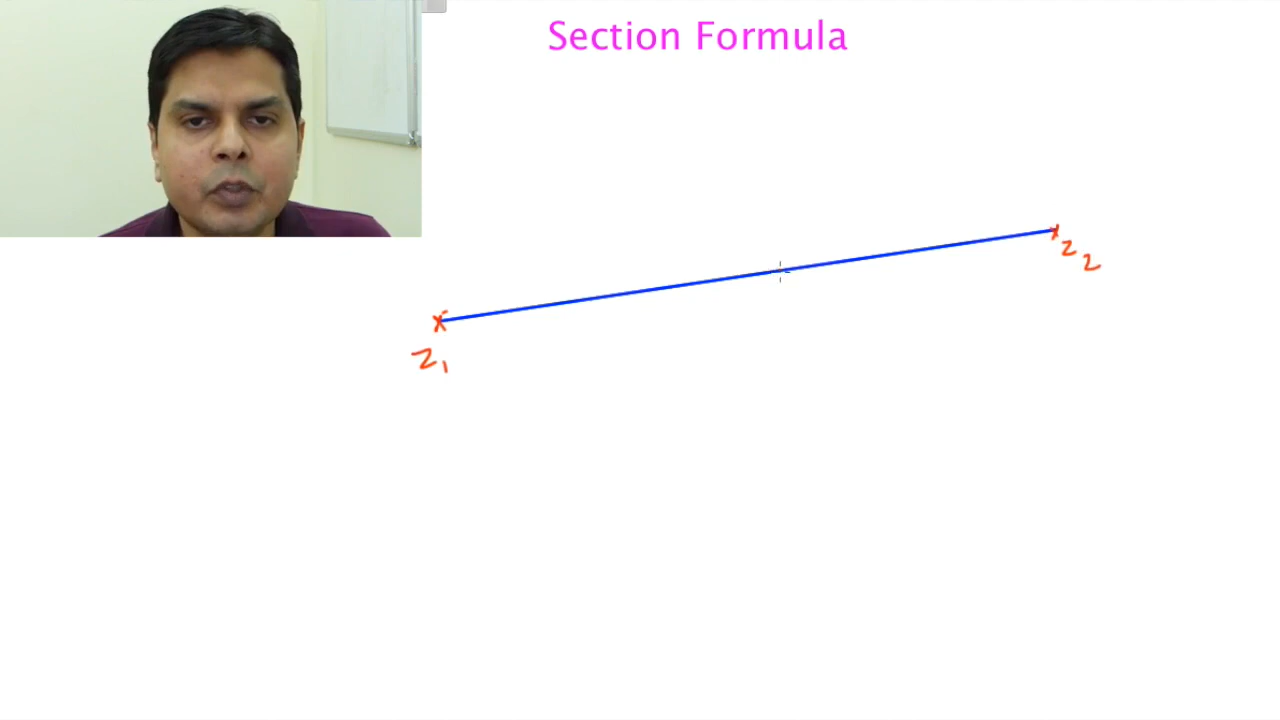 Section Formula
z₂
z₁